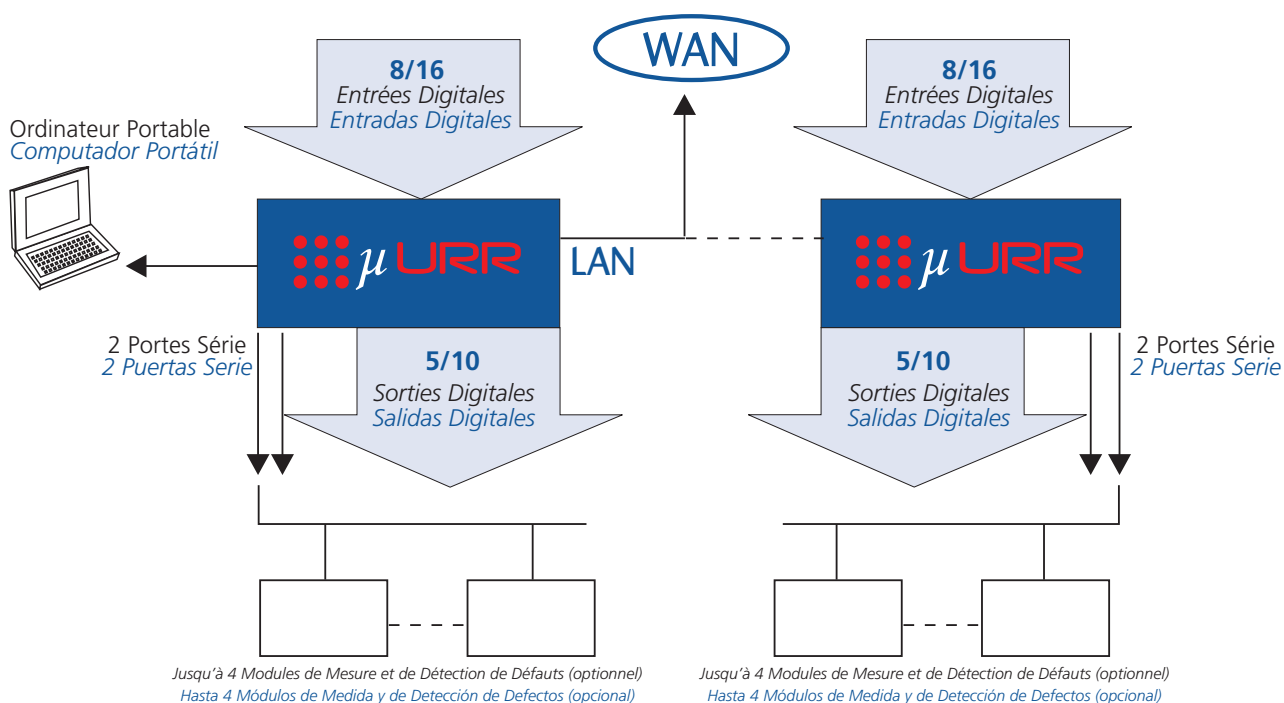 WAN
8/16
Entrées Digitales
Entradas Digitales
8/16
Entrées Digitales
Entradas Digitales
Ordinateur Portable
Computador Portátil
µ URR
LAN
µ URR
2 Portes Série
2 Puertas Serie
5/10
Sorties Digitales
Salidas Digitales
5/10
Sorties Digitales
Salidas Digitales
2 Portes Série
2 Puertas Serie
Jusqu'à 4 Modules de Mesure et de Détection de Défauts (optionnel)
Hasta 4 Módulos de Medida y de Detección de Defectos (opcional)
Jusqu'à 4 Modules de Mesure et de Détection de Défauts (optionnel)
Hasta 4 Módulos de Medida y de Detección de Defectos (opcional)